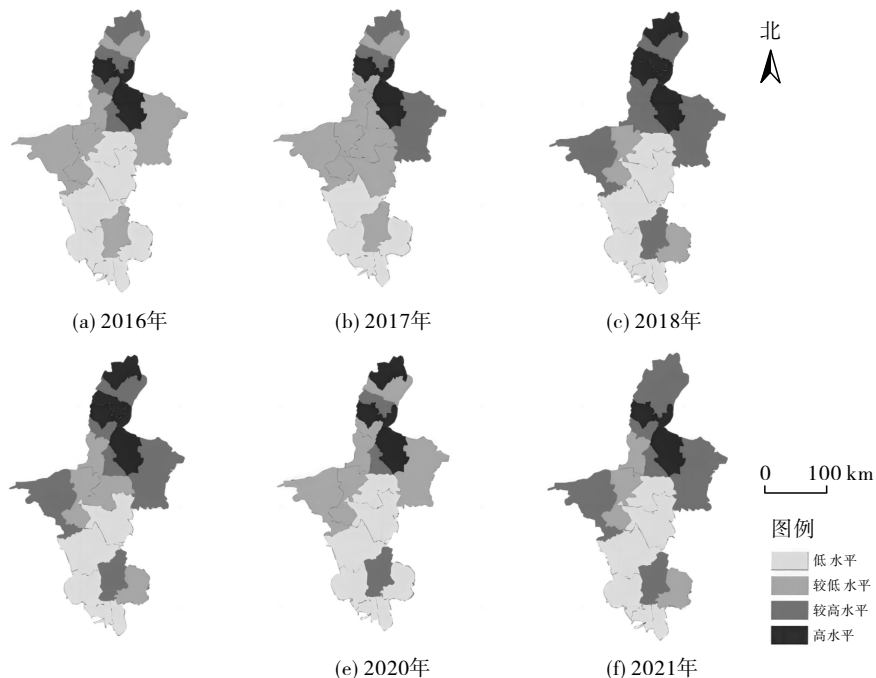 北
(a) 2016年
(b) 2017年
(c) 2018年
0 100 km
图例
低水平
较低水平
较高水平
高水平
(e) 2020年
(f) 2021年